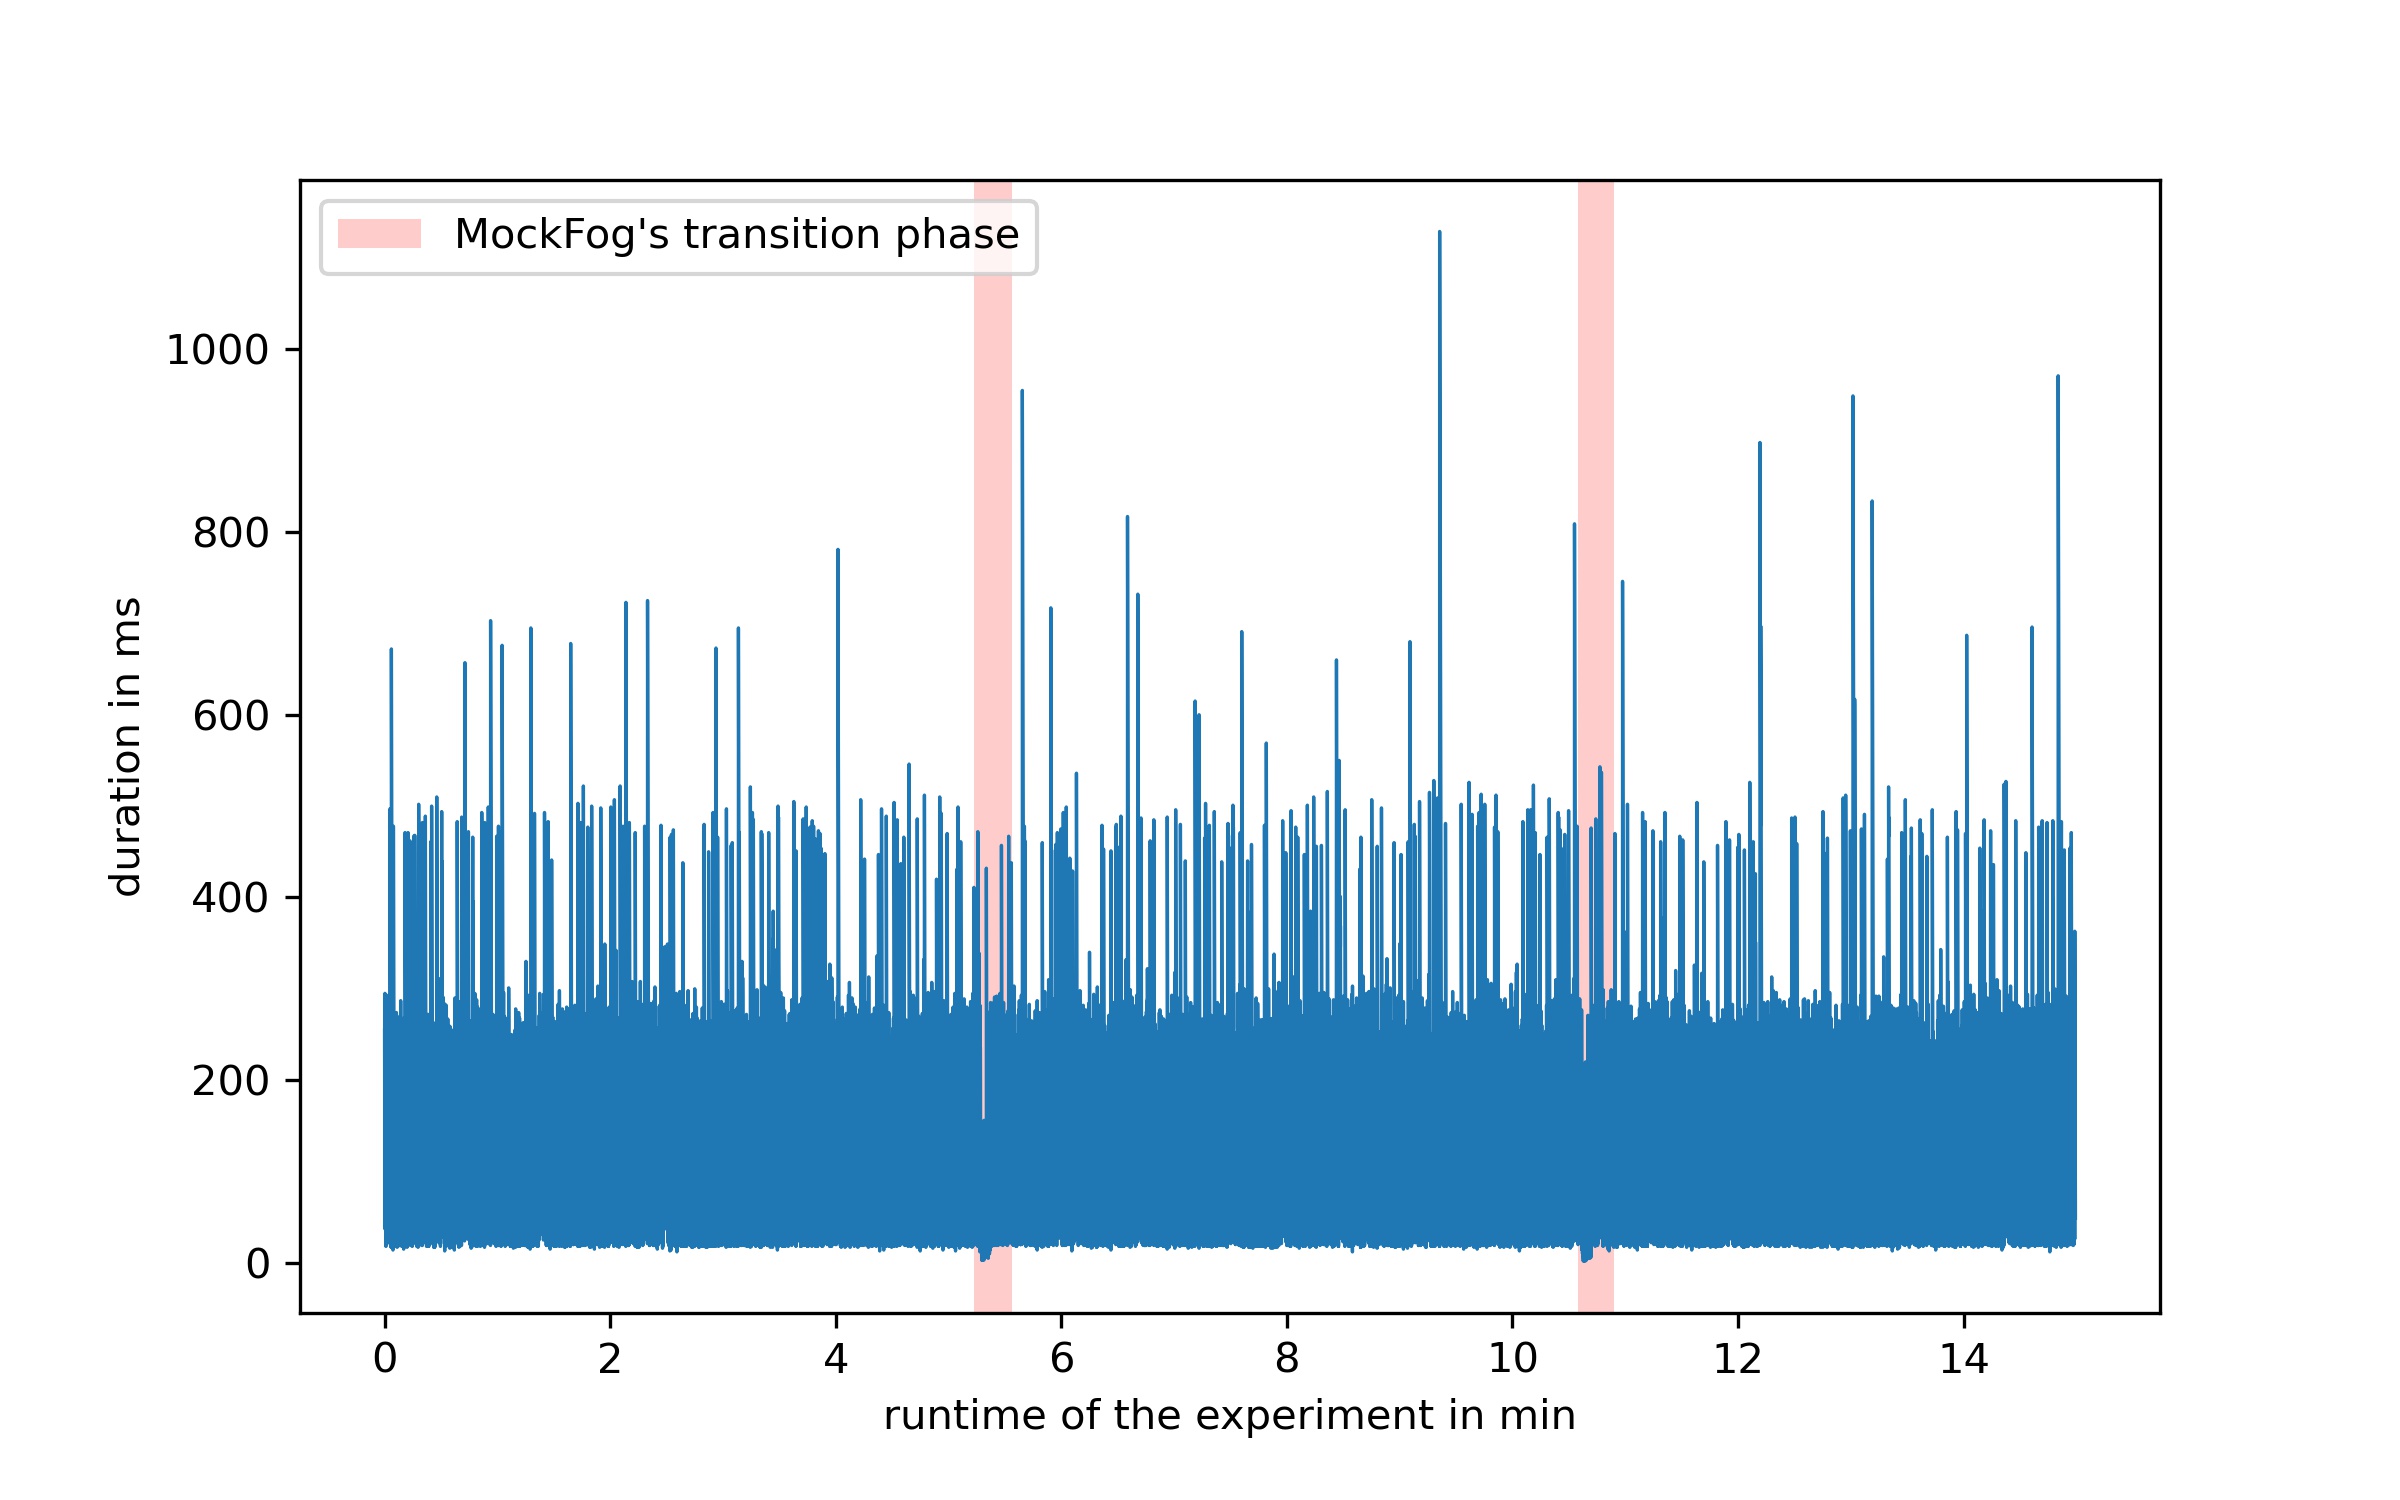 MockFog's transition phase
1000
800
600
400
200
0
duration in ms
0 2 4 6 8 10 12 14
runtime of the experiment in min